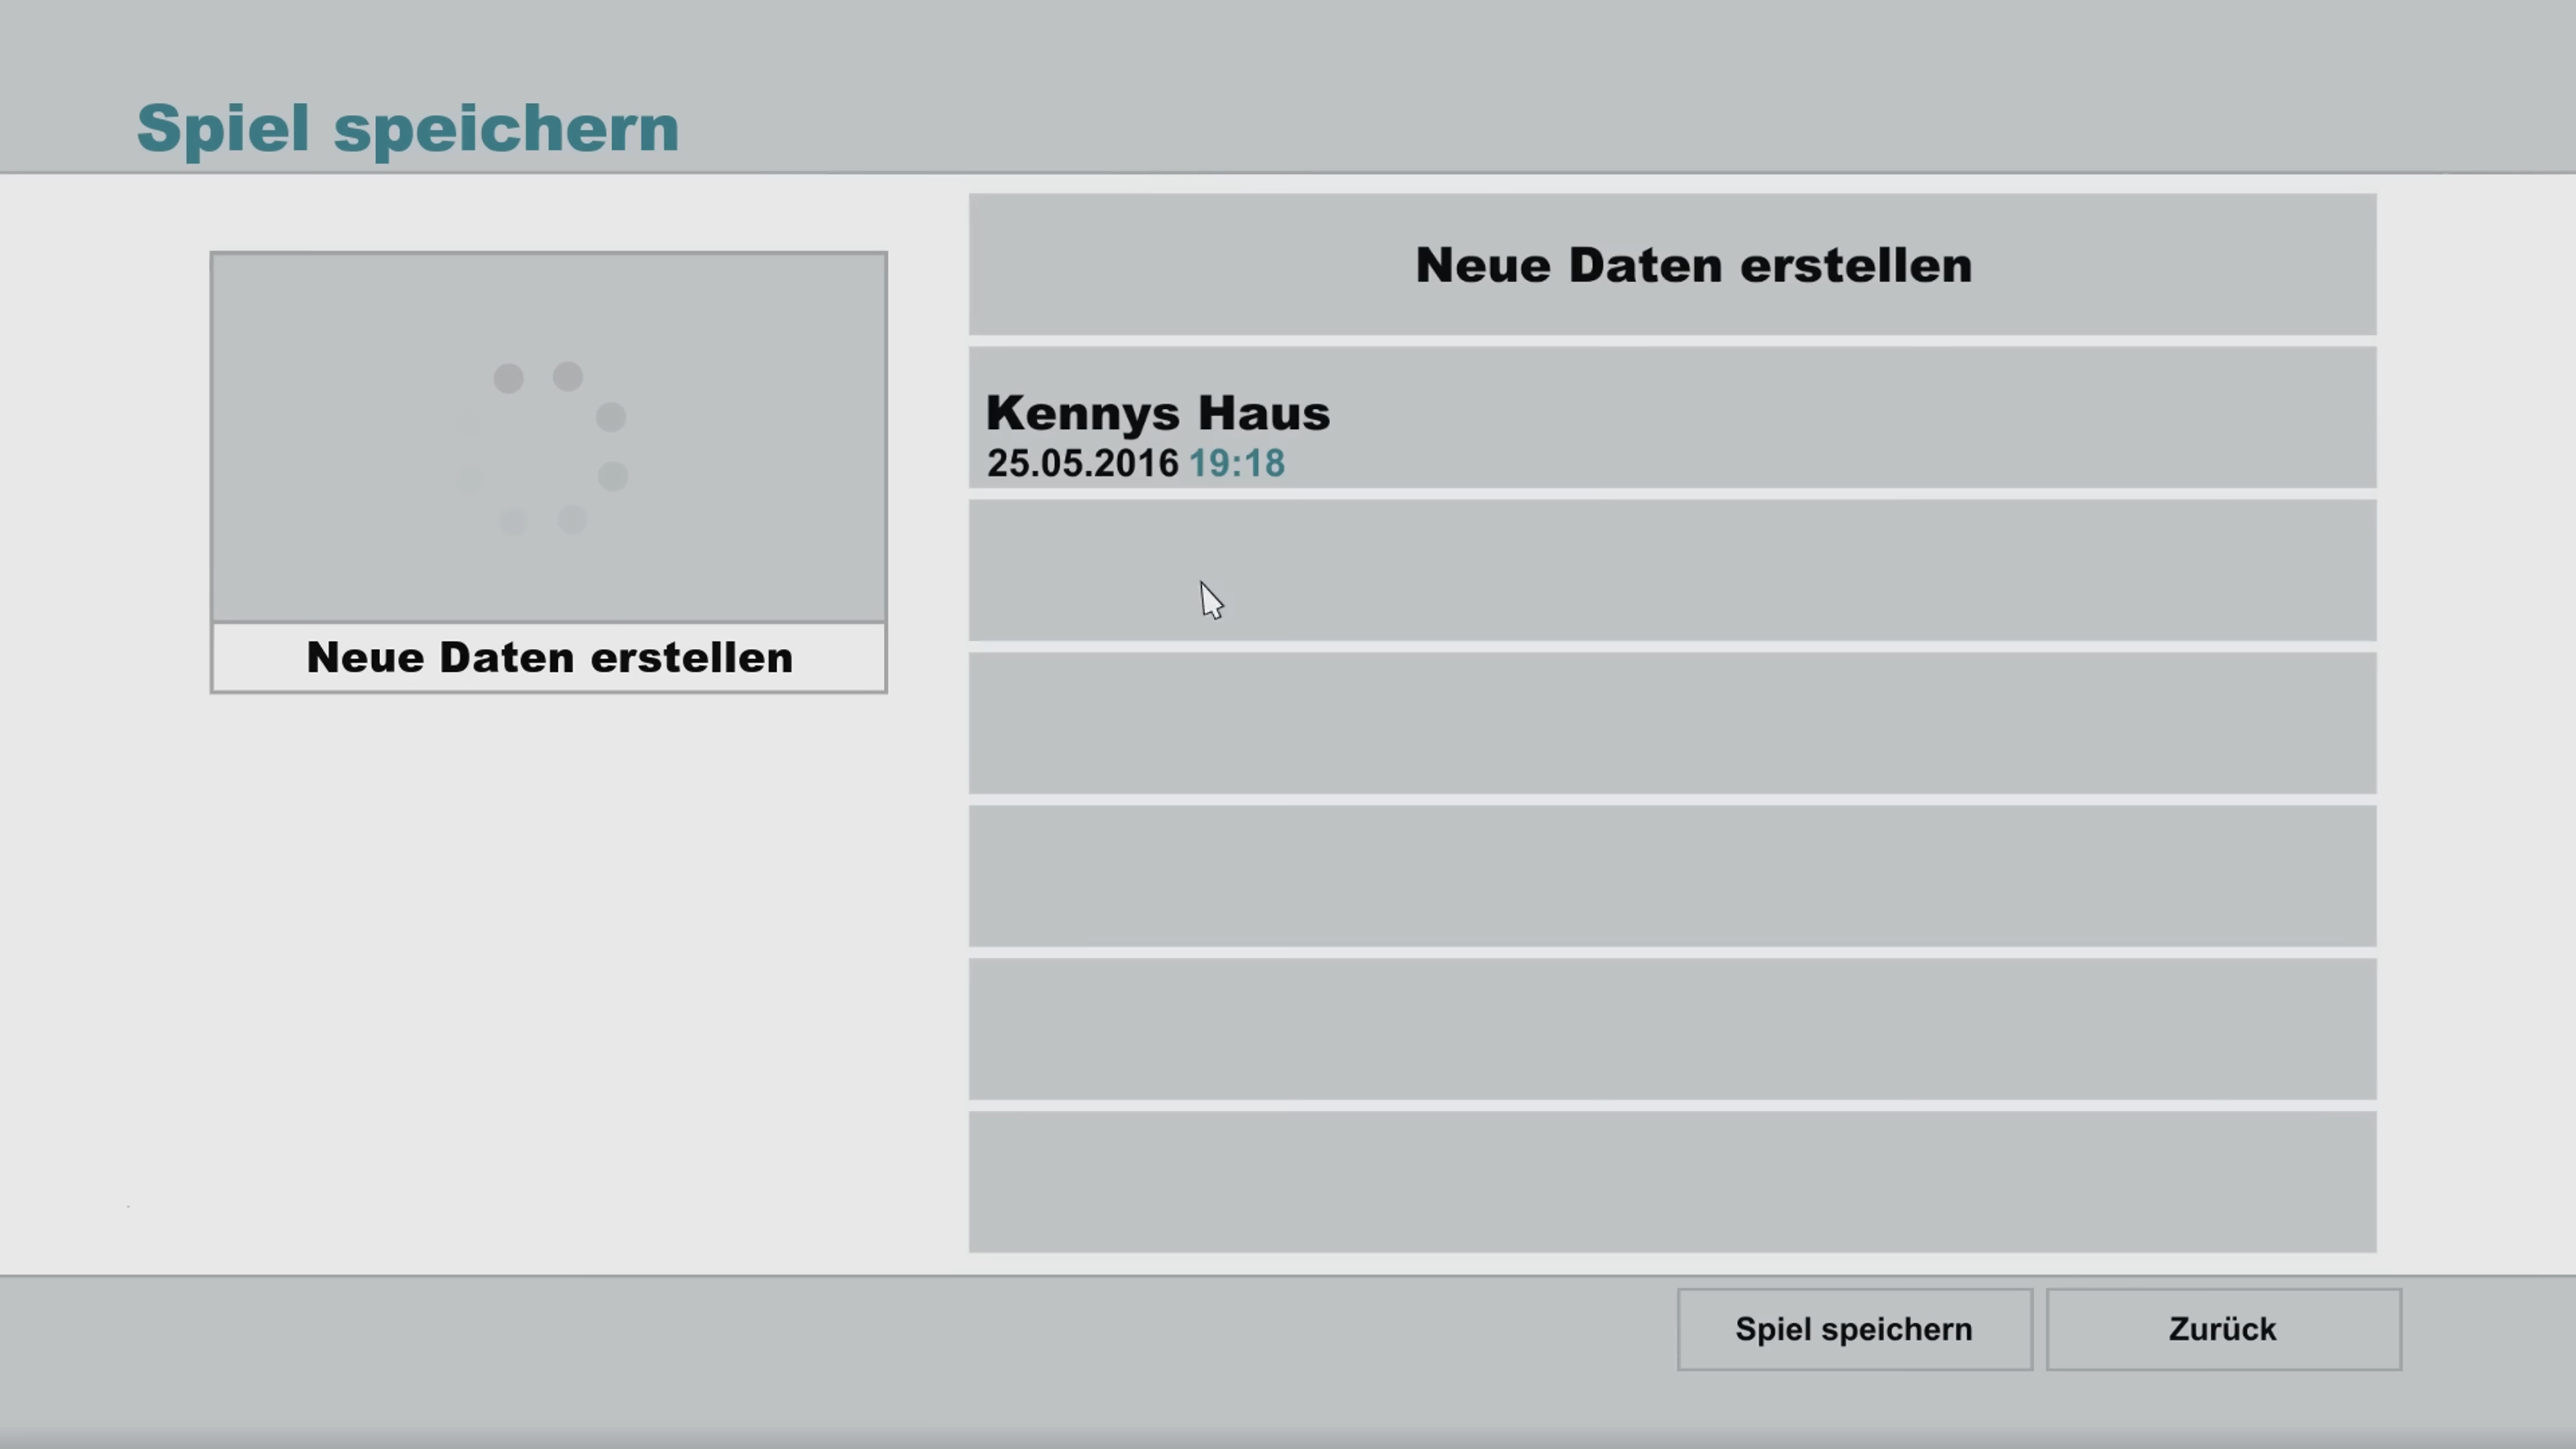 Spiel speichern
Neue Daten erstellen
Neue Daten erstellen
Kennys Haus
25.05.2016 19:18
Spiel speichern
Zurück